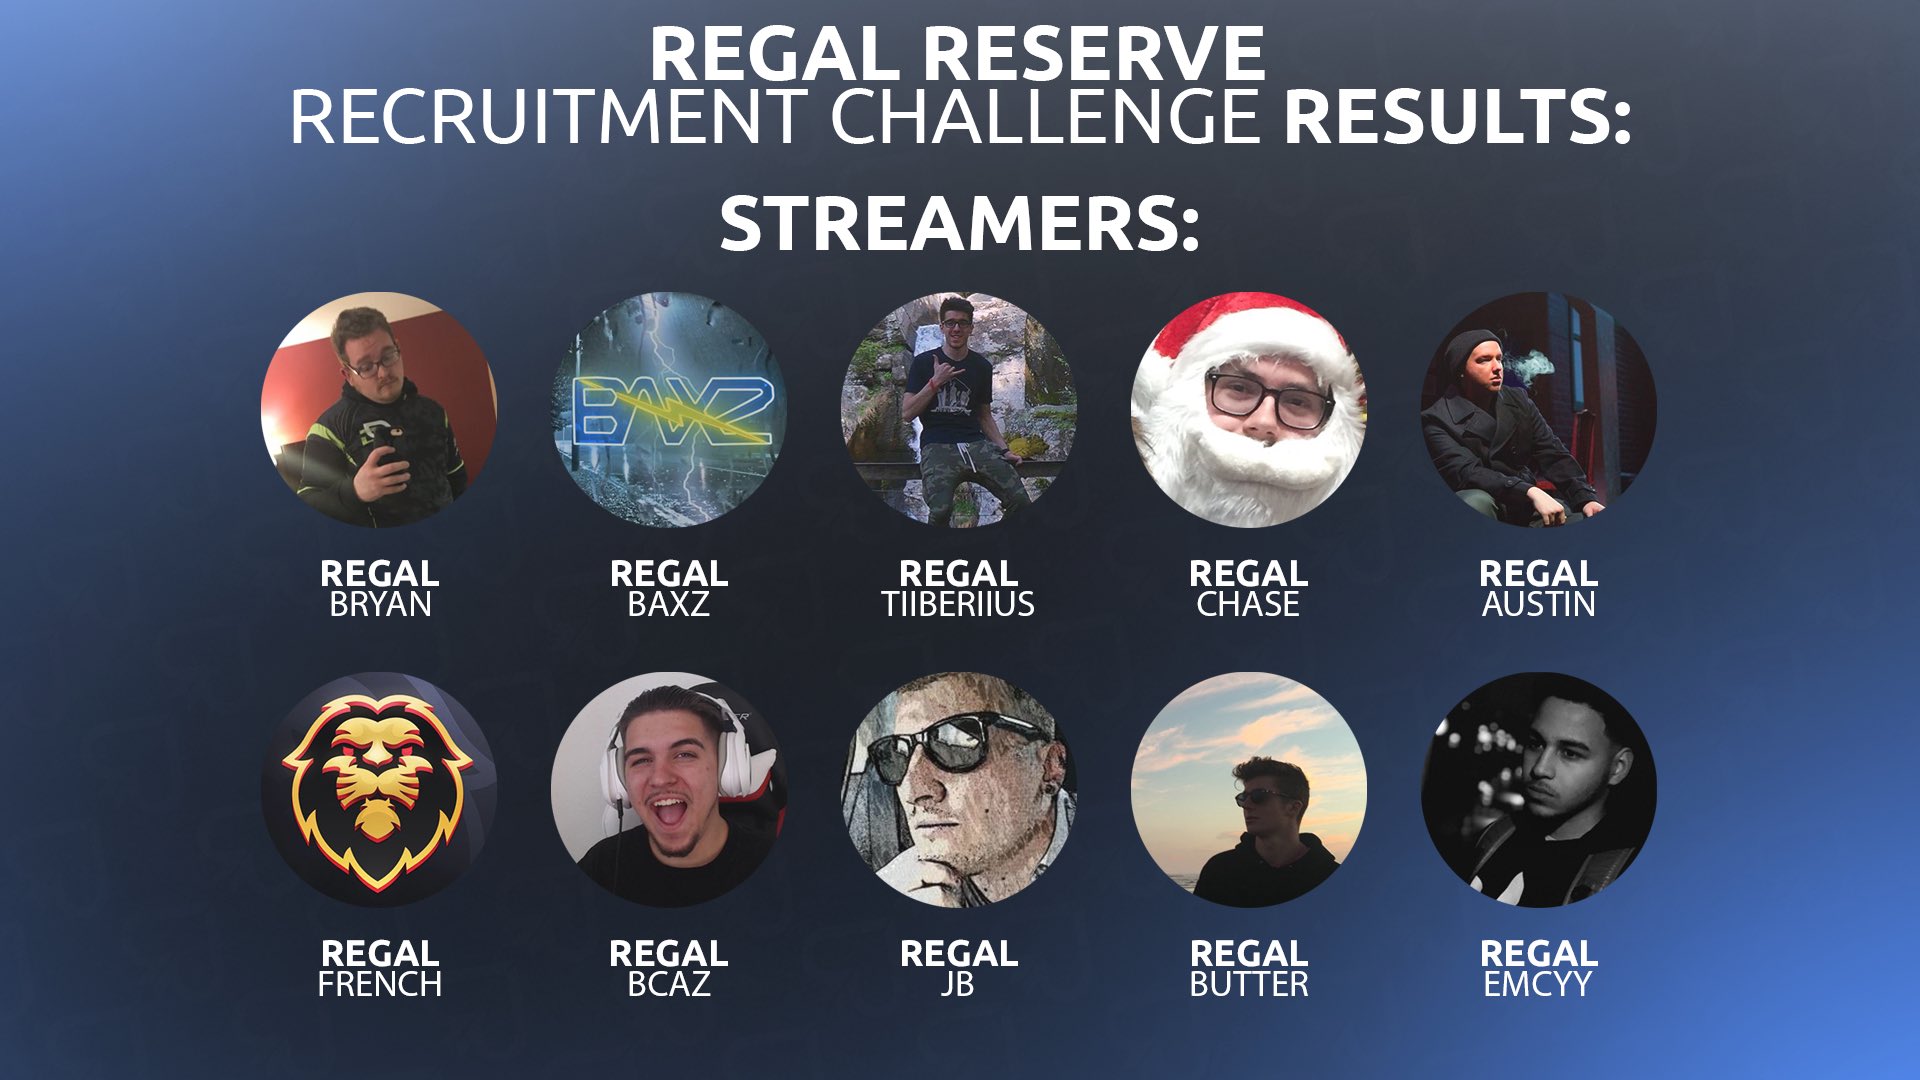 REGAL RESERVE
RECRUITMENT CHALLENGE RESULTS:
STREAMERS:
REGAL
BRYAN
BAXZ
REGAL
BAXZ
REGAL
TIIBERIIUS
REGAL
CHASE
REGAL
AUSTIN
REGAL
FRENCH
REGAL
BCAZ
REGAL
JB
REGAL
BUTTER
REGAL
EMCYY